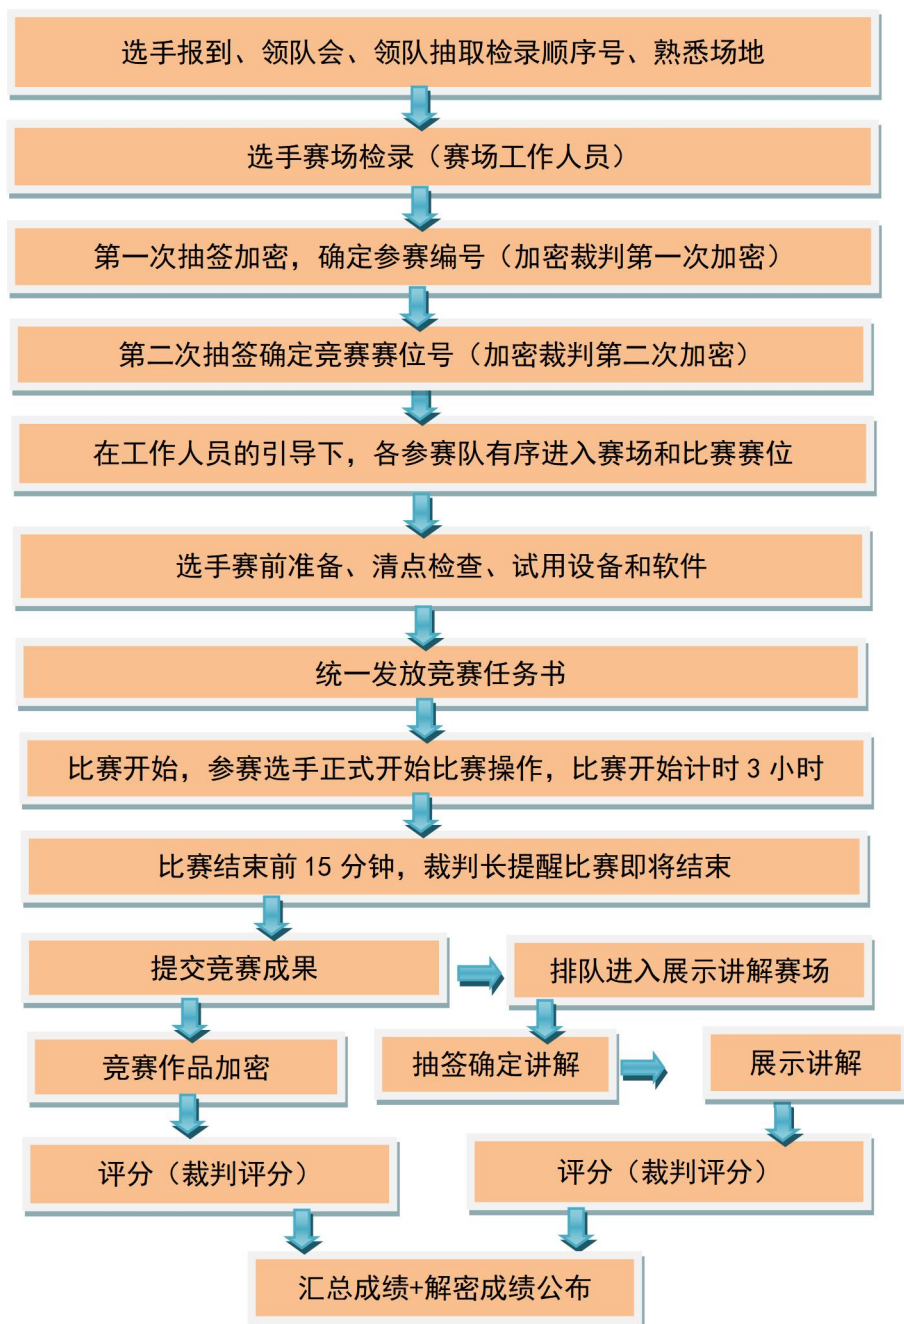 选手报到、领队会、领队抽取检录顺序号、熟悉场地
选手赛场检录（赛场工作人员）
第一次抽签加密，确定参赛编号（加密裁判第一次加密）
第二次抽签确定竞赛赛位号（加密裁判第二次加密）
在工作人员的引导下，各参赛队有序进入赛场和比赛赛位
选手赛前准备、清点检查、试用设备和软件
统一发放竞赛任务书
比赛开始，参赛选手正式开始比赛操作，比赛开始计时 3 小时
比赛结束前 15 分钟，裁判长提醒比赛即将结束
提交竞赛成果
排队进入展示讲解赛场
竞赛作品加密
抽签确定讲解
展示讲解
评分（裁判评分）
评分（裁判评分）
汇总成绩+解密成绩公布